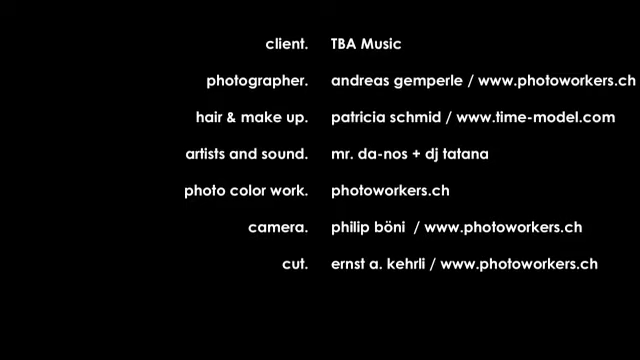 client. TBA Music
photographer. andreas gemperle / www.photoworkers.ch
hair & make up. patricia schmid / www.time-model.com
artists and sound. mr. da-nos + dj tatana
photo color work. photoworkers.ch
camera. philip böni / www.photoworkers.ch
cut. ernst a. kehrli / www.photoworkers.ch